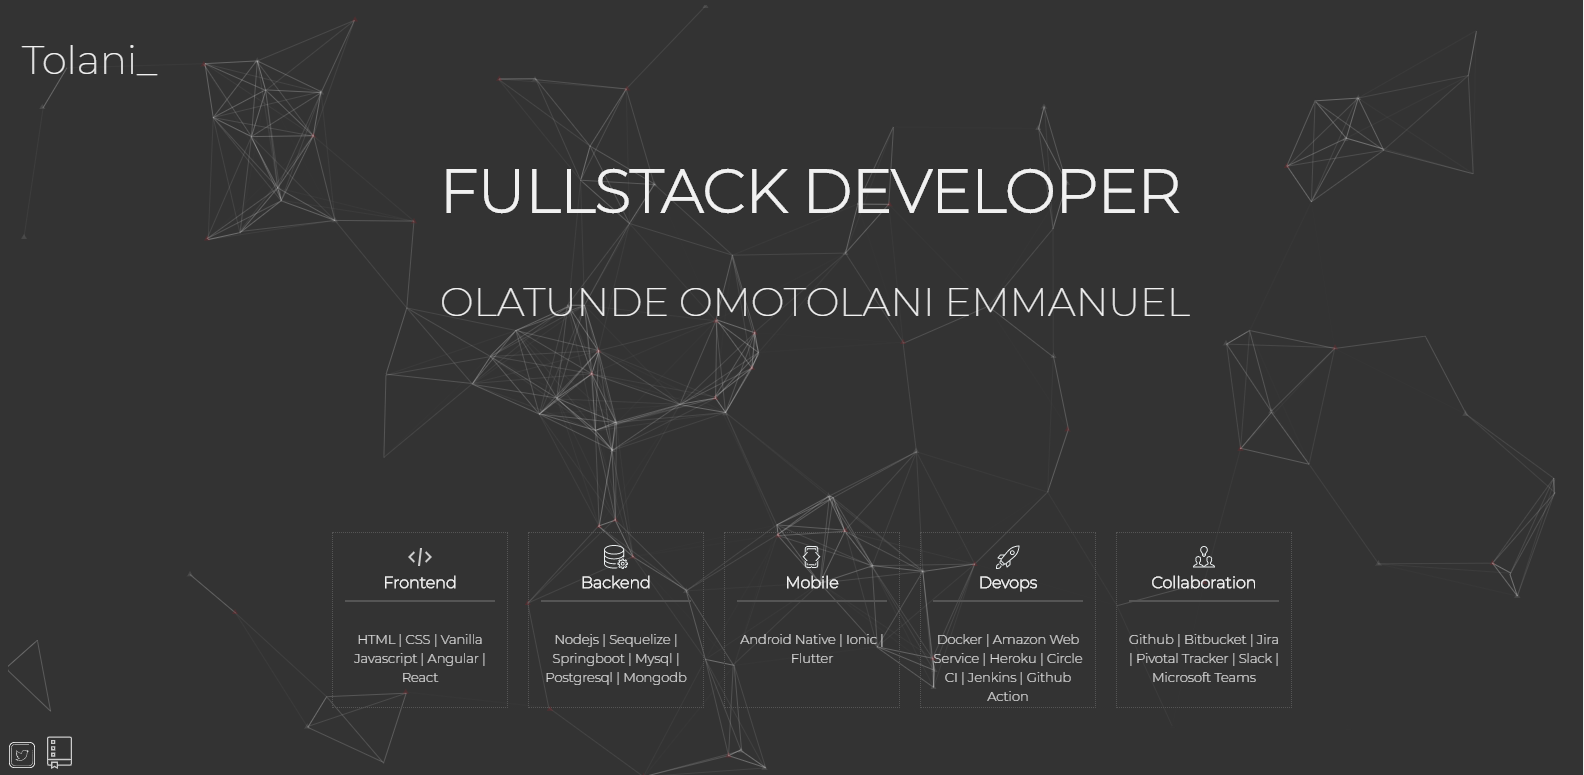 Tolani_
FULLSTACK DEVELOPER
OLATUNDE OMOTOLANI EMMANUEL
Frontend
HTML | CSS | Vanilla
Javascript | Angular |
React
Backend
Nodejs | Sequelize |
Springboot | Mysql |
Postgresql | Mongodb
Mobile
Android Native | Ionic |
Flutter
Devops
Docker | Amazon Web
Service | Heroku | Circle
CI | Jenkins | Github
Action
Collaboration
Github | Bitbucket | Jira
| Pivotal Tracker | Slack |
Microsoft Teams